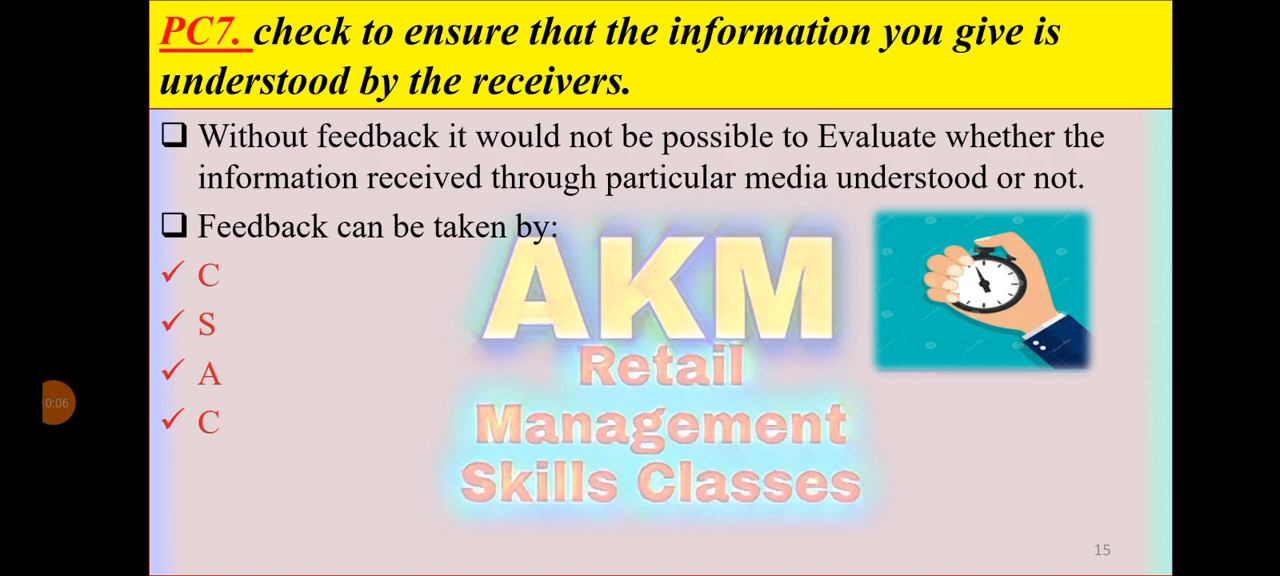 PC7. check to ensure that the information you give is
understood by the receivers.
Without feedback it would not be possible to Evaluate whether the
information received through particular media understood or not.
Feedback can be taken by:
C
S
A
C
AKM
Retail
Management
Skills Classes
0:06
15